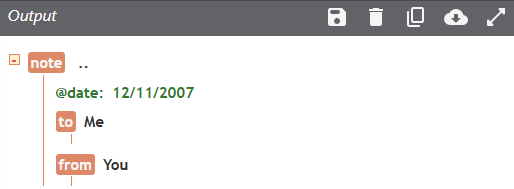 Output
note ..
@date: 12/11/2007
to Me
from You